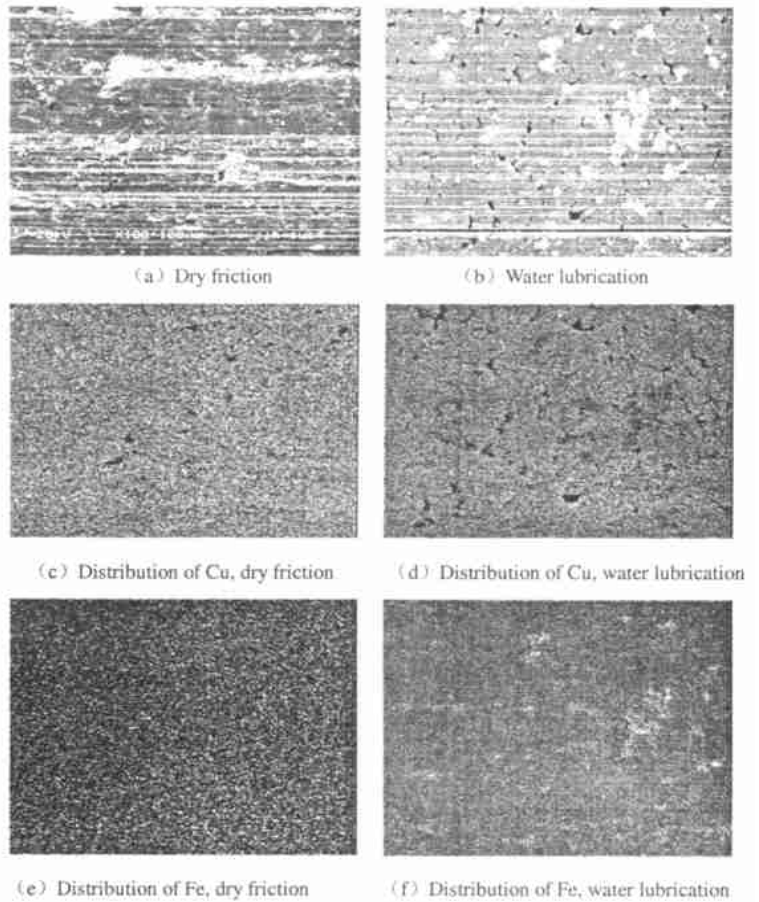 (a) Dry friction
(b) Water lubrication
(c) Distribution of Cu, dry friction
(d) Distribution of Cu, water lubrication
(e) Distribution of Fe, dry friction
(f) Distribution of Fe, water lubrication